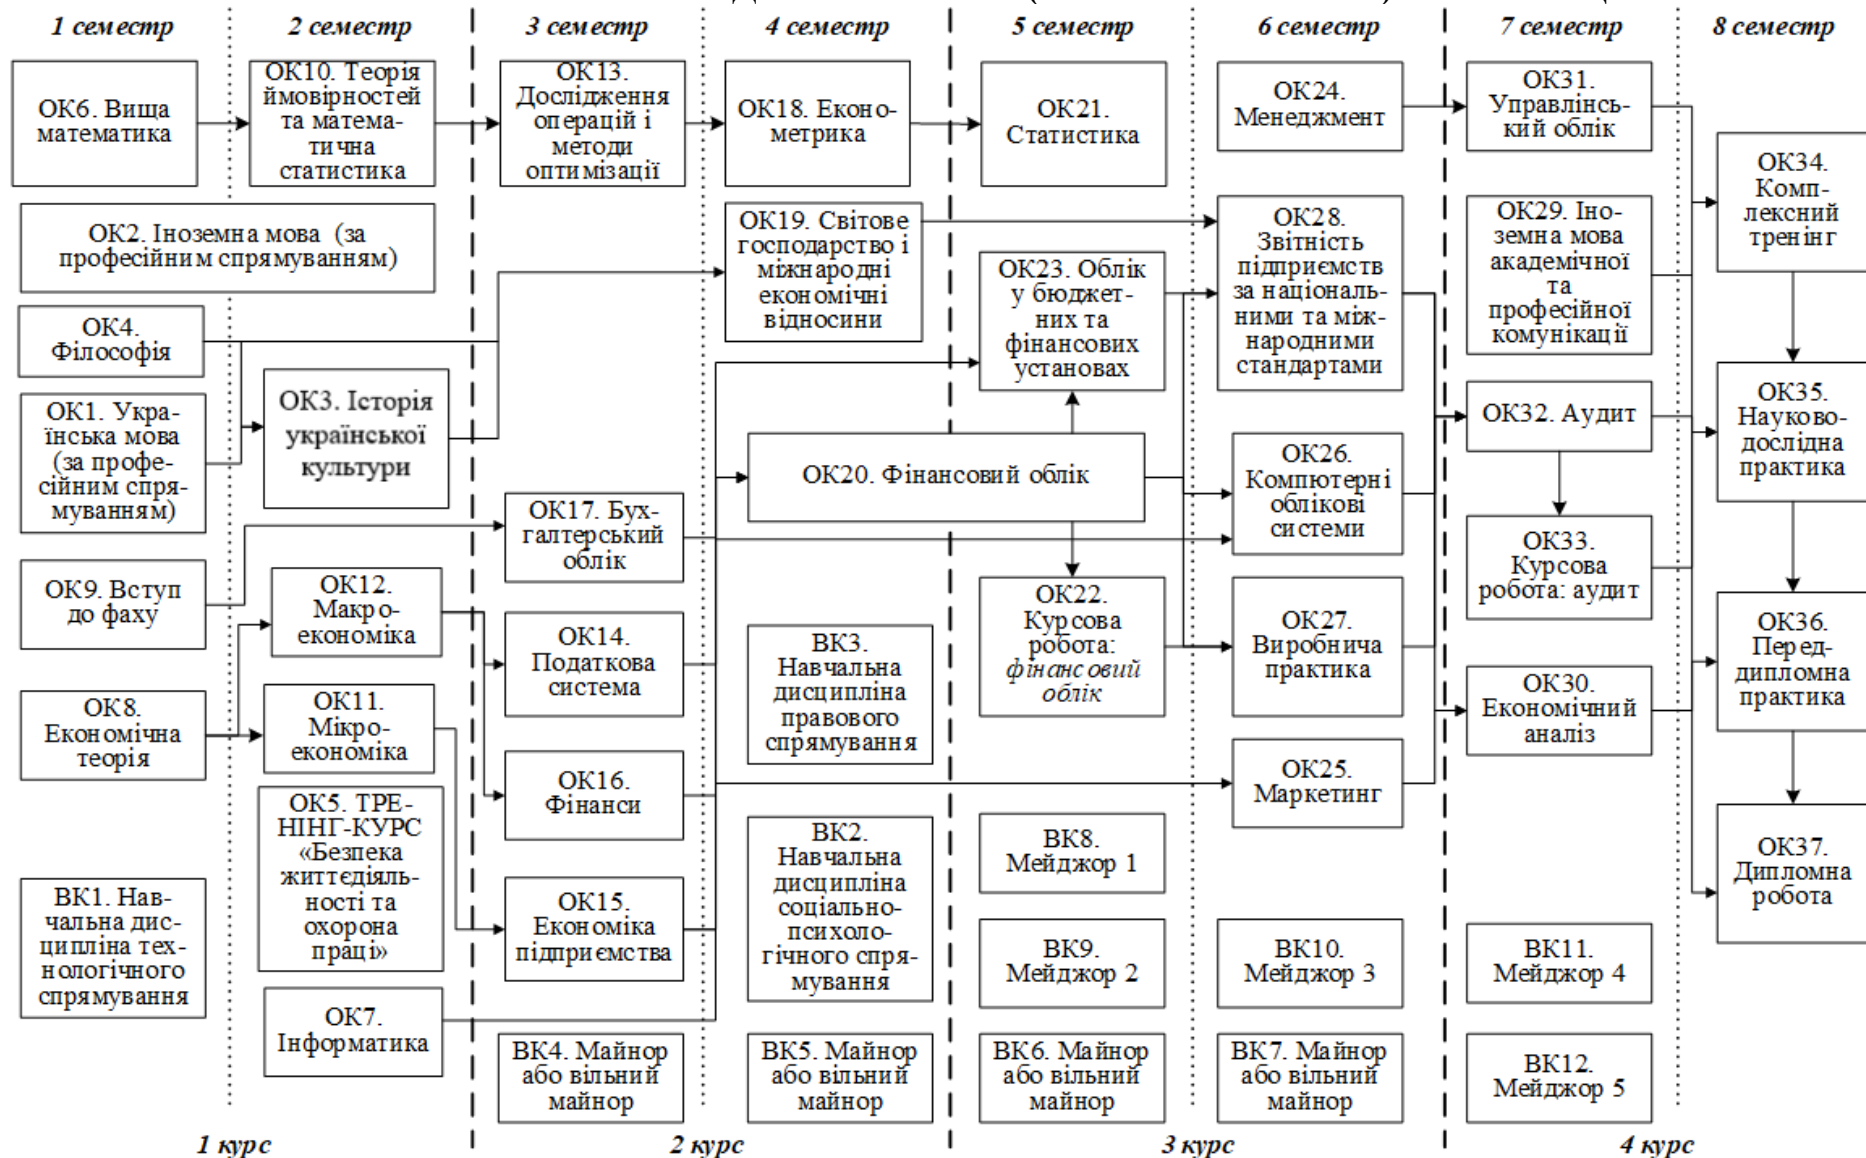 1 семестр
2 семестр
3 семестр
4 семестр
5 семестр
6 семестр
7 семестр
8 семестр
ОК6. Вища
математика
ОК2. Іноземна мова (за
професійним спрямуванням)
ОК4.
Філософія
ОК1. Укра-
їнська мова
(за профе-
сійним спря-
муванням)
ОК9. Вступ
до фаху
ОК8.
Економічна
теорія
ВК1. Нав-
чальна дис-
ципліна тех-
нологічного
спрямування
ОК10. Теорія
ймовірностей
та матема-
тична
статистика
ОК3. Історія
української
культури
ОК12.
Макро-
економіка
ОК11.
Мікро-
економіка
ОК5. ТРЕ-
НІНГ-КУРС
«Безпека
життєдіяль-
ності та
охорона
праці»
ОК7.
Інформатика
ОК13.
Дослідження
операцій і
методи
оптимізації
ОК17. Бух-
галтерський
облік
ОК14.
Податкова
система
ОК16.
Фінанси
ОК15.
Економіка
підприємства
ВК4. Майнор
або вільний
майнор
ОК18. Еконо-
метрика
ОК19. Світове
господарство і
міжнародні
економічні
відносини
ОК20. Фінансовий облік
ВК3.
Навчальна
дисципліна
правового
спрямування
ВК2.
Навчальна
дисципліна
соціально-
психоло-
гічного спря-
мування
ВК5. Майнор
або вільний
майнор
ОК21.
Статистика
ОК23. Облік
у бюджет-
них та
фінансових
установах
ОК22.
Курсова
робота:
фінансовий
облік
ВК8.
Мейджор 1
ВК9.
Мейджор 2
ВК6. Майнор
або вільний
майнор
ОК24.
Менеджмент
ОК28.
Звітність
підприємств
за національ-
ними та між-
народними
стандартами
ОК26.
Компютерні
облікові
системи
ОК27.
Виробнича
практика
ОК25.
Маркетинг
ВК10.
Мейджор 3
ВК7. Майнор
або вільний
майнор
ОК31.
Управлінсь-
кий облік
ОК29. Іно-
земна мова
академічної
та
професійної
комунікації
ОК32. Аудит
ОК33.
Курсова
робота: аудит
ОК30.
Економічний
аналіз
ВК11.
Мейджор 4
ВК12.
Мейджор 5
ОК34.
Комп-
лексний
тренінг
ОК35.
Науково-
дослідна
практика
ОК36.
Перед-
дипломна
практика
ОК37.
Дипломна
робота
1 курс
2 курс
3 курс
4 курс